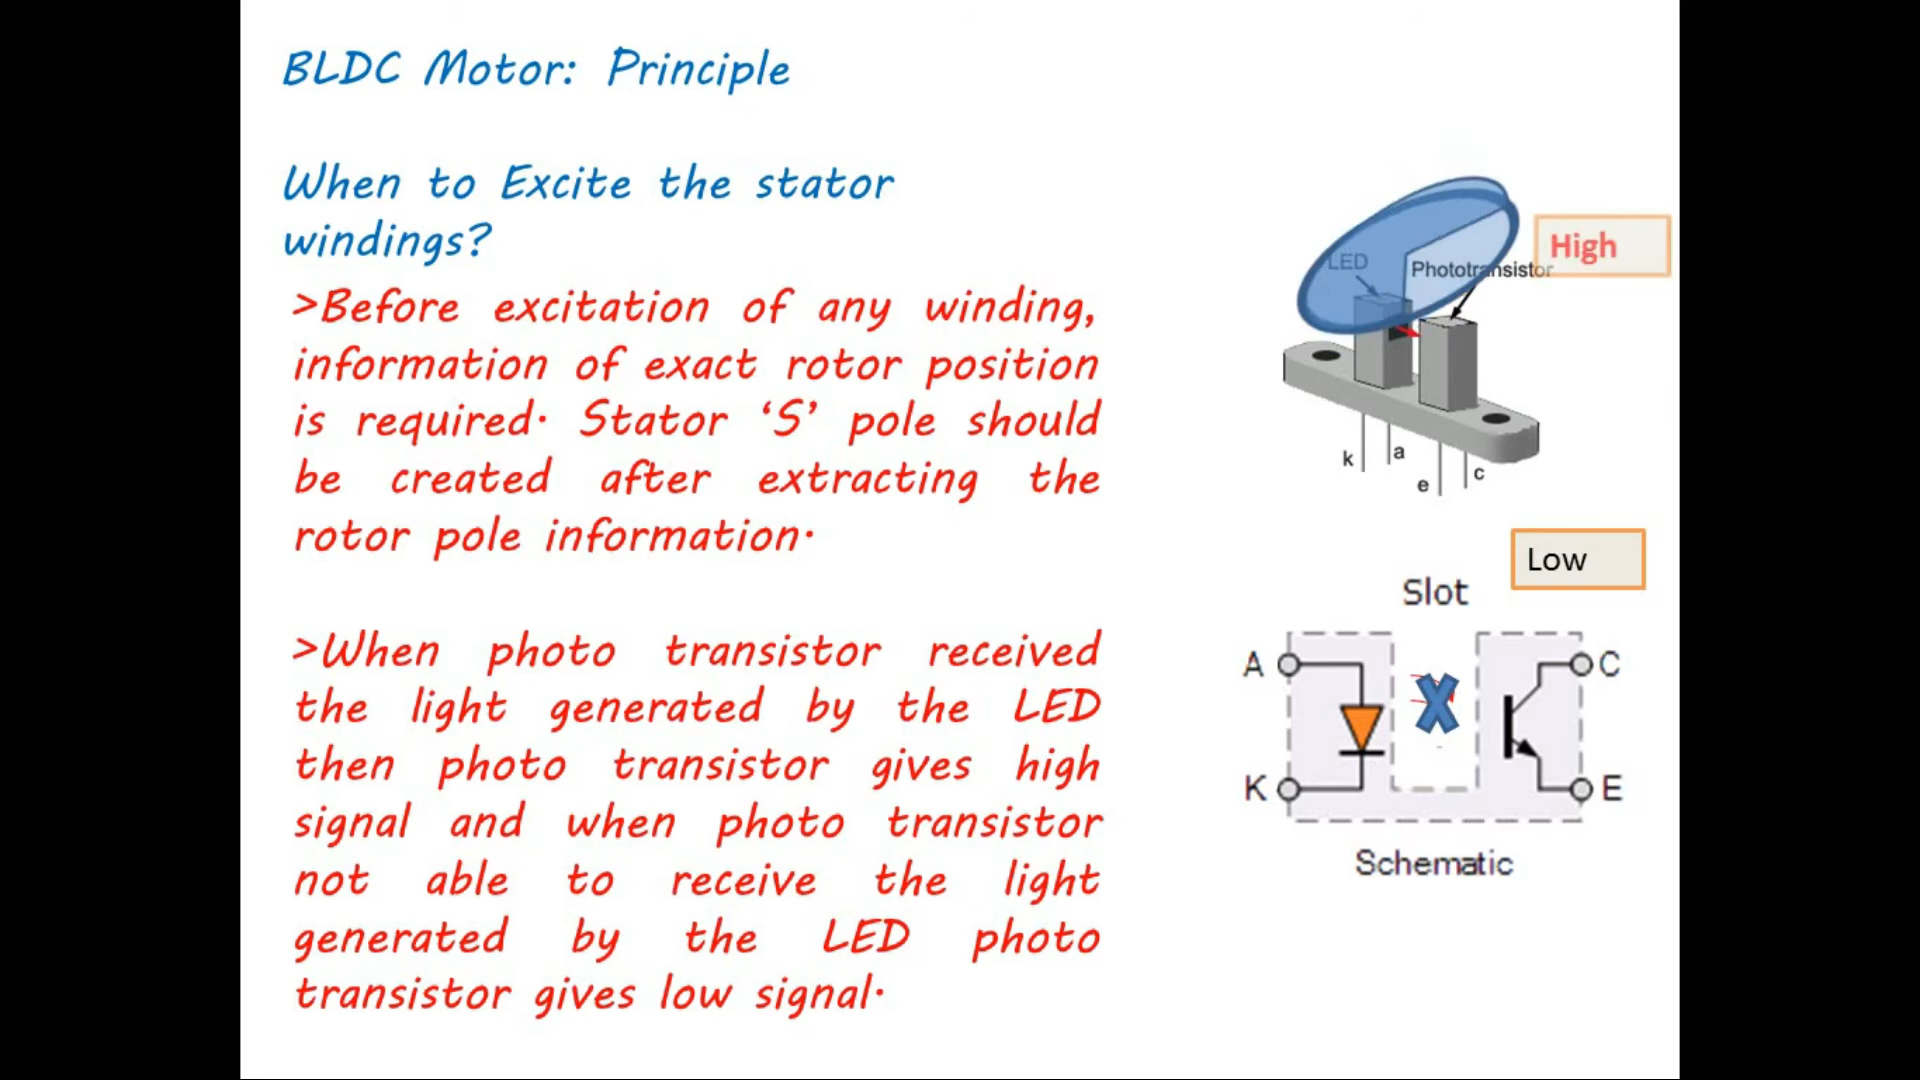 BLDC Motor: Principle
When to Excite the stator
windings?
>Before excitation of any winding,
information of exact rotor position
is required. Stator ‘S’ pole should
be created after extracting the
rotor pole information.
>When photo transistor received
the light generated by the LED
then photo transistor gives high
signal and when photo transistor
not able to receive the light
generated by the LED photo
transistor gives low signal.
High
LED
Phototransistor
k
a
e
c
Low
Slot
A
C
K
E
Schematic